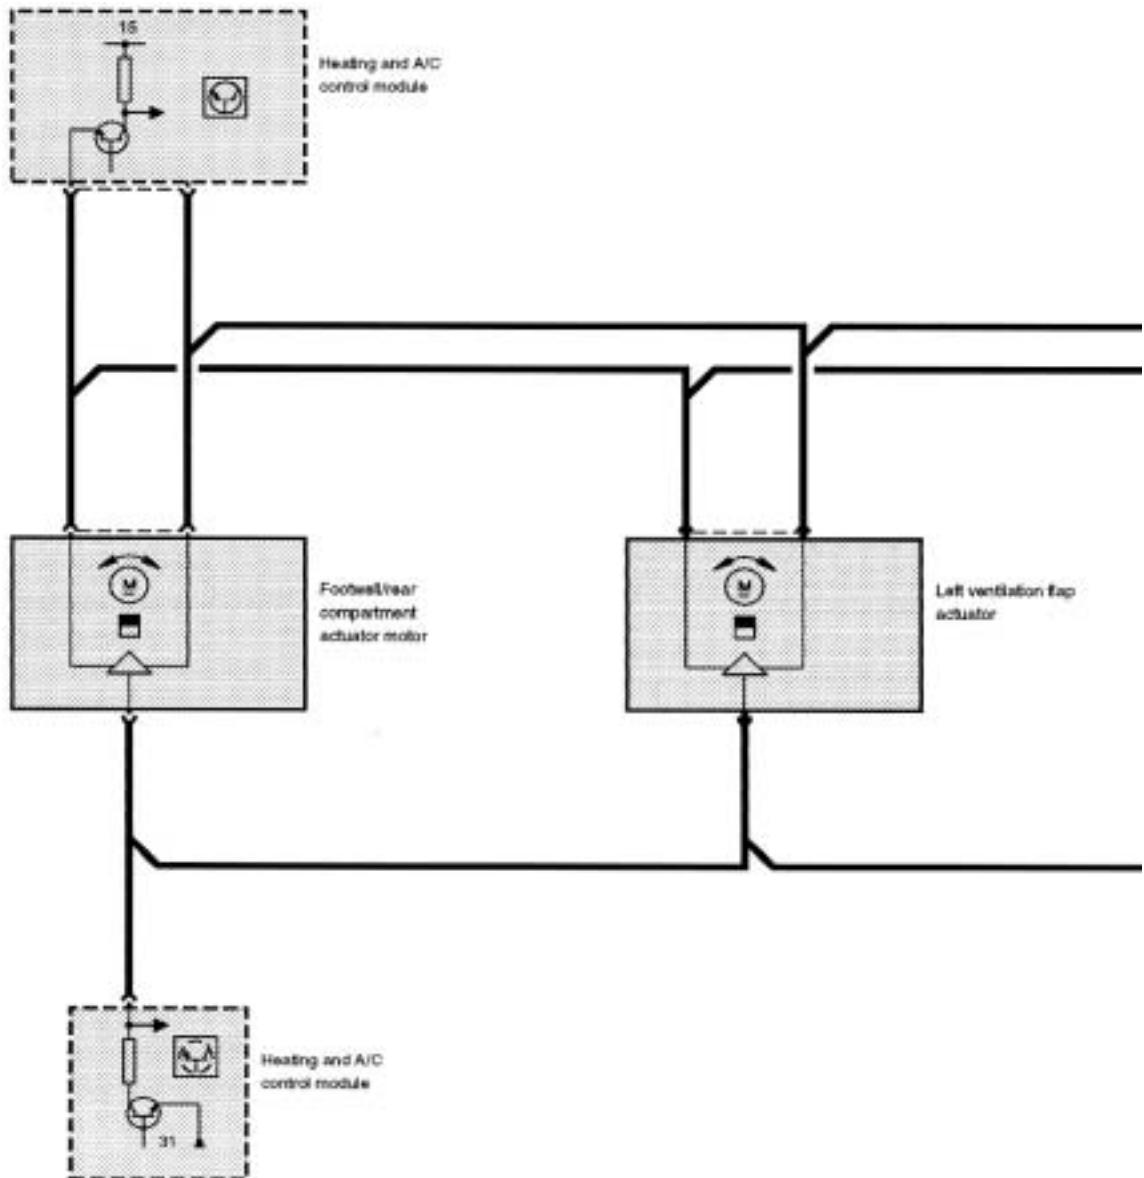 15
Heating and A/C
control module
M
Footwell/rear
compartment
actuator motor
M
Left ventilation flap
actuator
Heating and A/C
control module
31